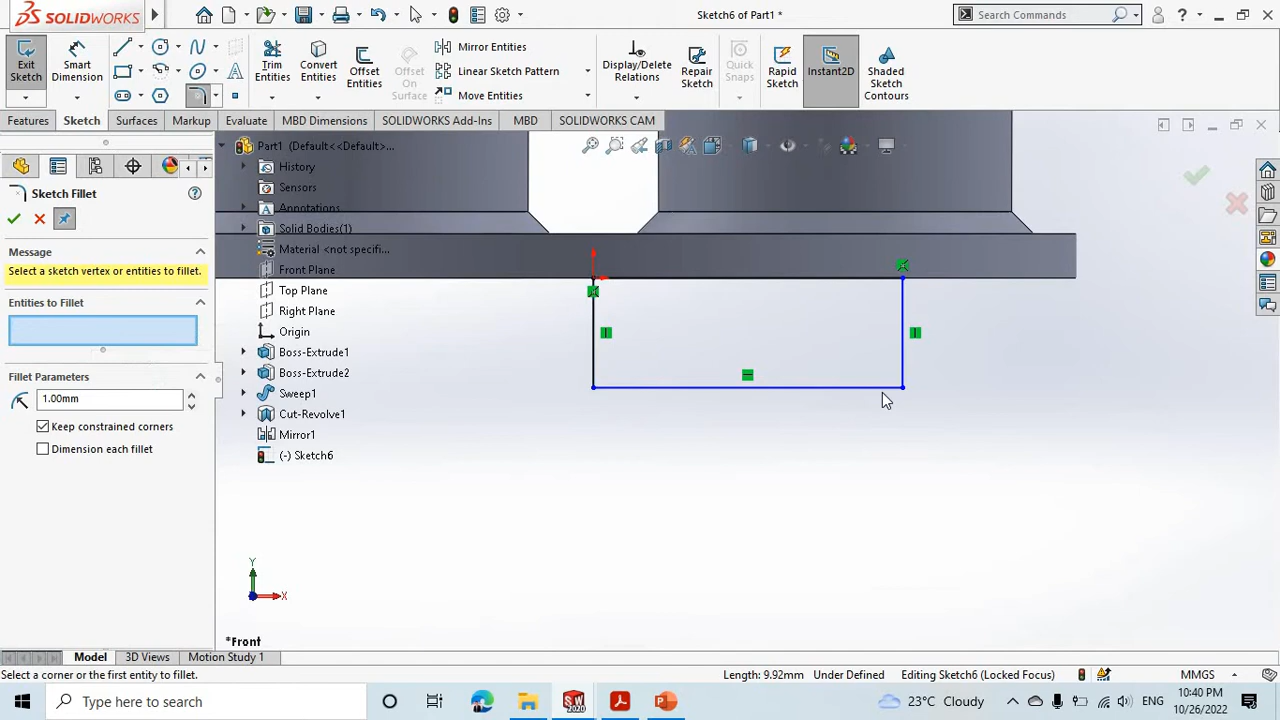 SOLIDWORKS
Sketch6 of Part1 *
Search Commands
?
Exit Sketch
Smart Dimension
Trim Entities
Convert Entities
Offset Entities
Offset On Surface
Mirror Entities
Linear Sketch Pattern
Move Entities
Display/Delete Relations
Repair Sketch
Quick Snaps
Rapid Sketch
Instant2D
Shaded Sketch Contours
Features
Sketch
Surfaces
Markup
Evaluate
MBD Dimensions
SOLIDWORKS Add-Ins
MBD
SOLIDWORKS CAM
Sketch Fillet
Message
Select a sketch vertex or entities to fillet.
Entities to Fillet
Fillet Parameters
1.00mm
Keep constrained corners
Dimension each fillet
Part1 (Default<<Default>...
History
Sensors
Annotations
Solid Bodies(1)
Material <not specifi...
Front Plane
Top Plane
Right Plane
Origin
Boss-Extrude1
Boss-Extrude2
Sweep1
Cut-Revolve1
Mirror1
(-) Sketch6
Y
X
*Front
Model
3D Views
Motion Study 1
Select a corner or the first entity to fillet.
Length: 9.92mm
Under Defined
Editing Sketch6 (Locked Focus)
MMGS
Type here to search
23°C Cloudy
ENG
10:40 PM
10/26/2022